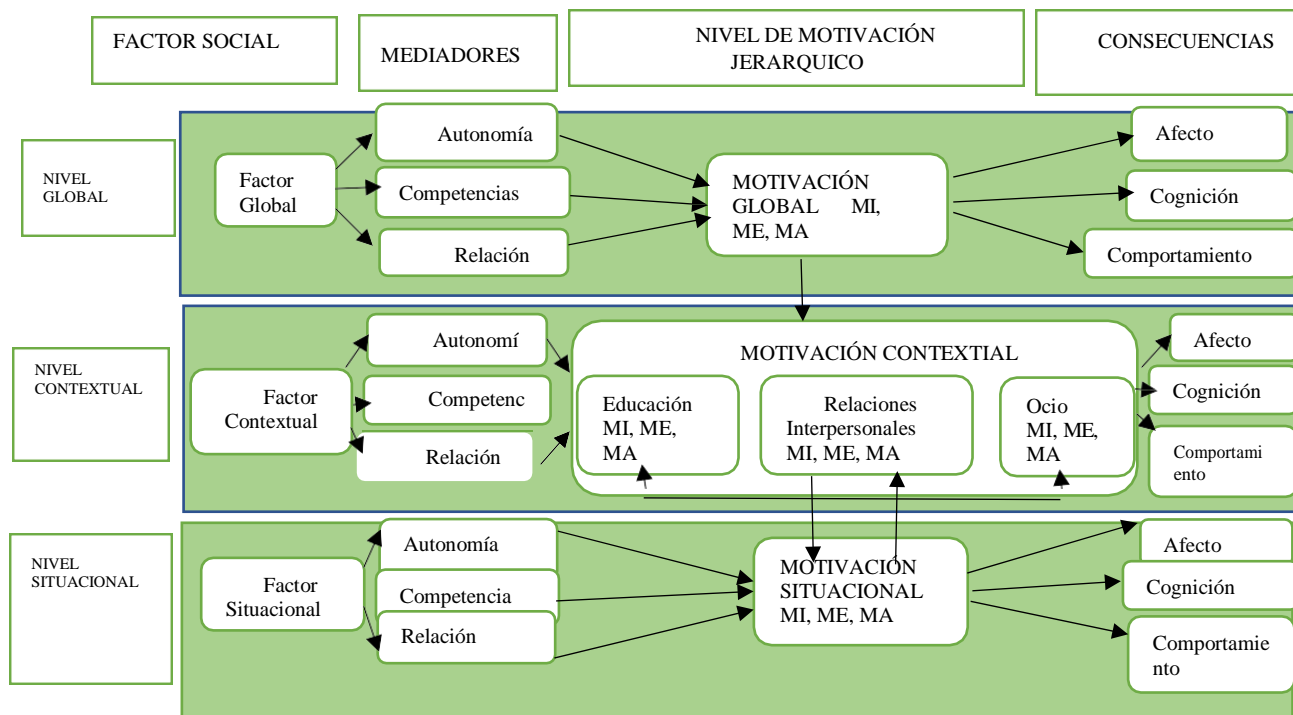 FACTOR SOCIAL
MEDIADORES
NIVEL DE MOTIVACIÓN
JERARQUICO
CONSECUENCIAS
NIVEL
GLOBAL
Factor
Global
Autonomía
Competencias
Relación
MOTIVACIÓN
GLOBAL MI,
ME, MA
Afecto
Cognición
Comportamiento
NIVEL
CONTEXTUAL
Factor
Contextual
Autonomí
Competenc
Relación
MOTIVACIÓN CONTEXTIAL
Educación
MI, ME,
MA
Relaciones
Interpersonales
MI, ME, MA
Ocio
MI, ME,
MA
Afecto
Cognición
Comportami
ento
NIVEL
SITUACIONAL
Factor
Situacional
Autonomía
Competencia
Relación
MOTIVACIÓN
SITUACIONAL
MI, ME, MA
Afecto
Cognición
Comportamie
nto